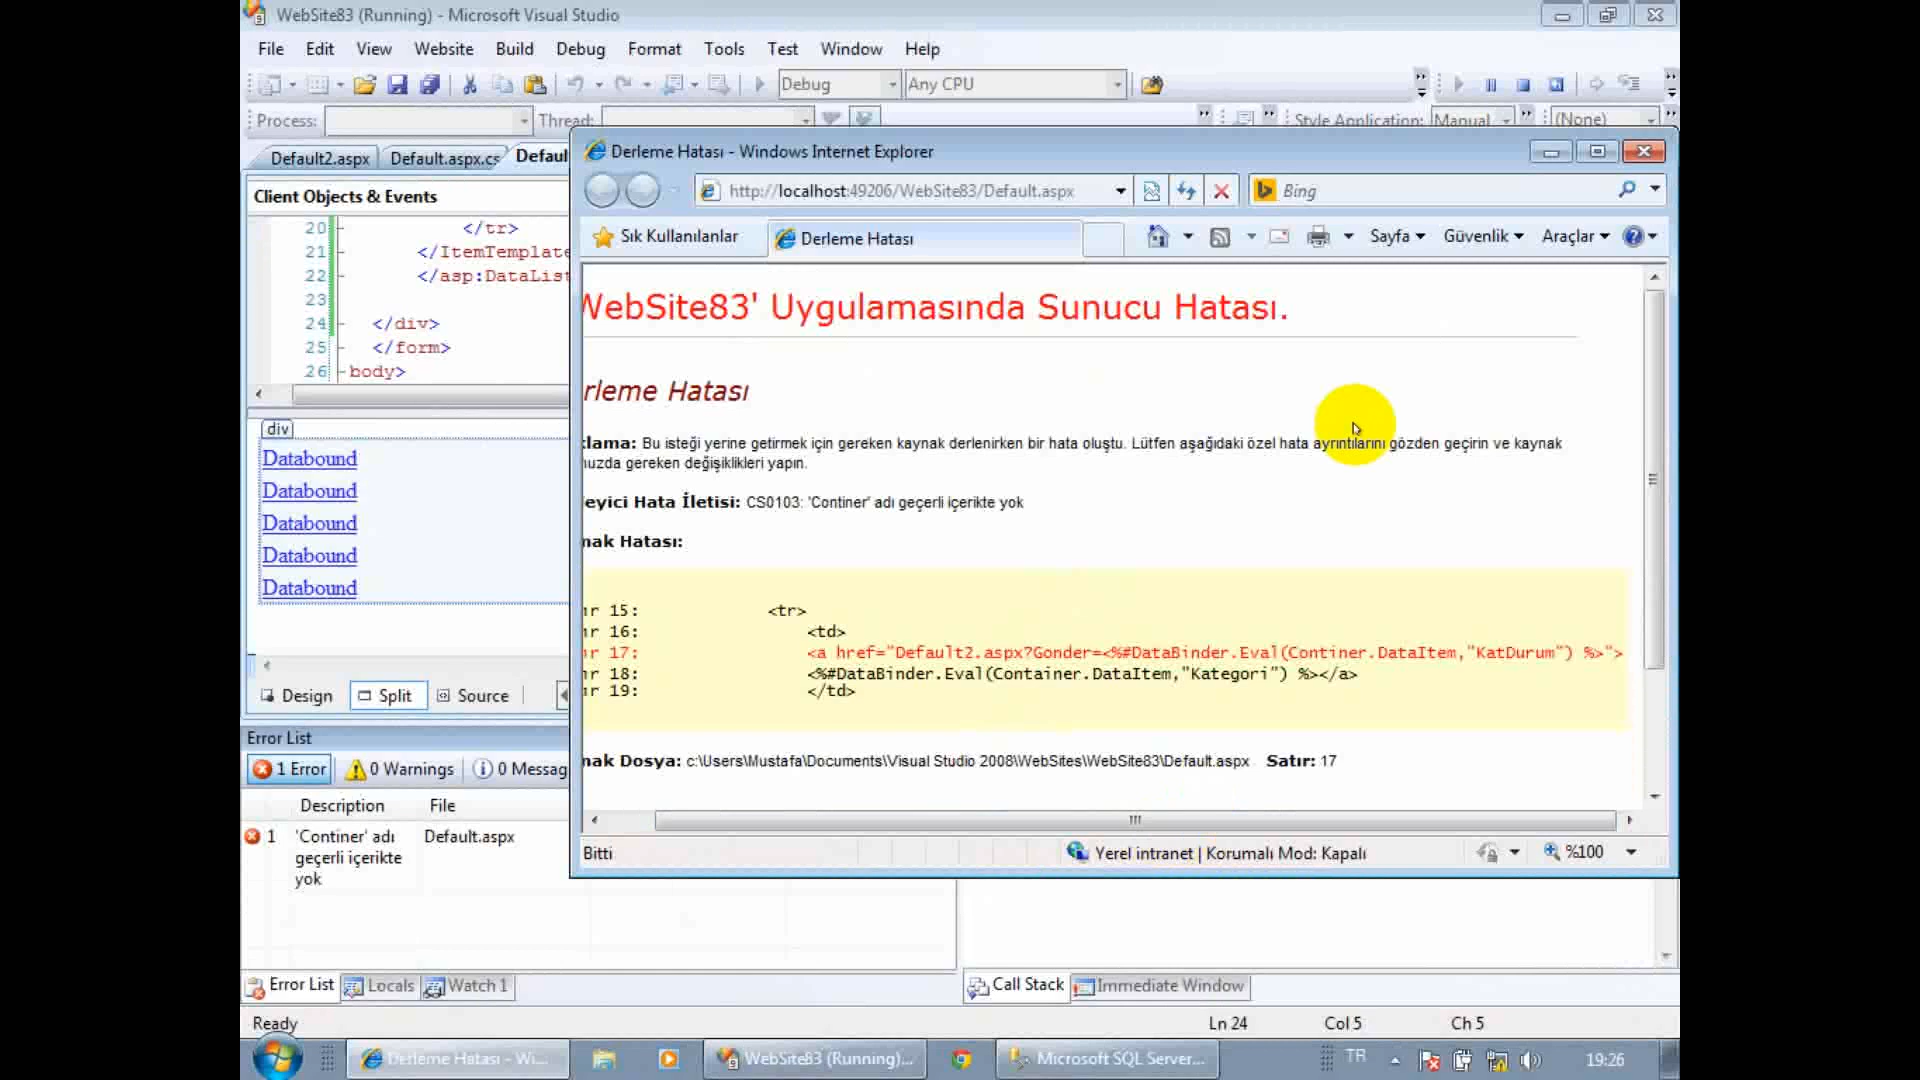 WebSite83 (Running) - Microsoft Visual Studio
File Edit View Website Build Debug Format Tools Test Window Help
Debug Any CPU
Process: Thread: Style Application: Manual (None)
Default2.aspx Default.aspx.cs Defaul
Client Objects & Events
20 </tr>
21 </ItemTemplate
22 </asp:DataList
23
24 </div>
25 </form>
26 body>
div
Databound
Databound
Databound
Databound
Databound
Design Split Source
Error List
1 Error 0 Warnings 0 Messag
Description File
1 'Continer' adı geçerli içerikte yok Default.aspx
Derleme Hatası - Windows Internet Explorer
http://localhost:49206/WebSite83/Default.aspx Bing
Sık Kullanılanlar Derleme Hatası Sayfa Güvenlik Araçlar
WebSite83' Uygulamasında Sunucu Hatası.
rleme Hatası
klama: Bu isteği yerine getirmek için gereken kaynak derlenirken bir hata oluştu. Lütfen aşağıdaki özel hata ayrıntılarını gözden geçirin ve kaynak
uzda gereken değişiklikleri yapın.
eyici Hata İletisi: CS0103: 'Continer' adı geçerli içerikte yok
nak Hatası:
ır 15: <tr>
ır 16: <td>
ır 17: <a href="Default2.aspx?Gonder=<%#DataBinder.Eval(Continer.DataItem,"KatDurum") %>">
ır 18: <%#DataBinder.Eval(Container.DataItem,"Kategori") %></a>
ır 19: </td>
nak Dosya: c:\Users\Mustafa\Documents\Visual Studio 2008\WebSites\WebSite83\Default.aspx Satır: 17
Bitti Yerel intranet | Korumalı Mod: Kapalı %100
Error List Locals Watch 1 Call Stack Immediate Window
Ready Ln 24 Col 5 Ch 5
Derleme Hatası - Wi... WebSite83 (Running)... Microsoft SQL Server... TR 19:26